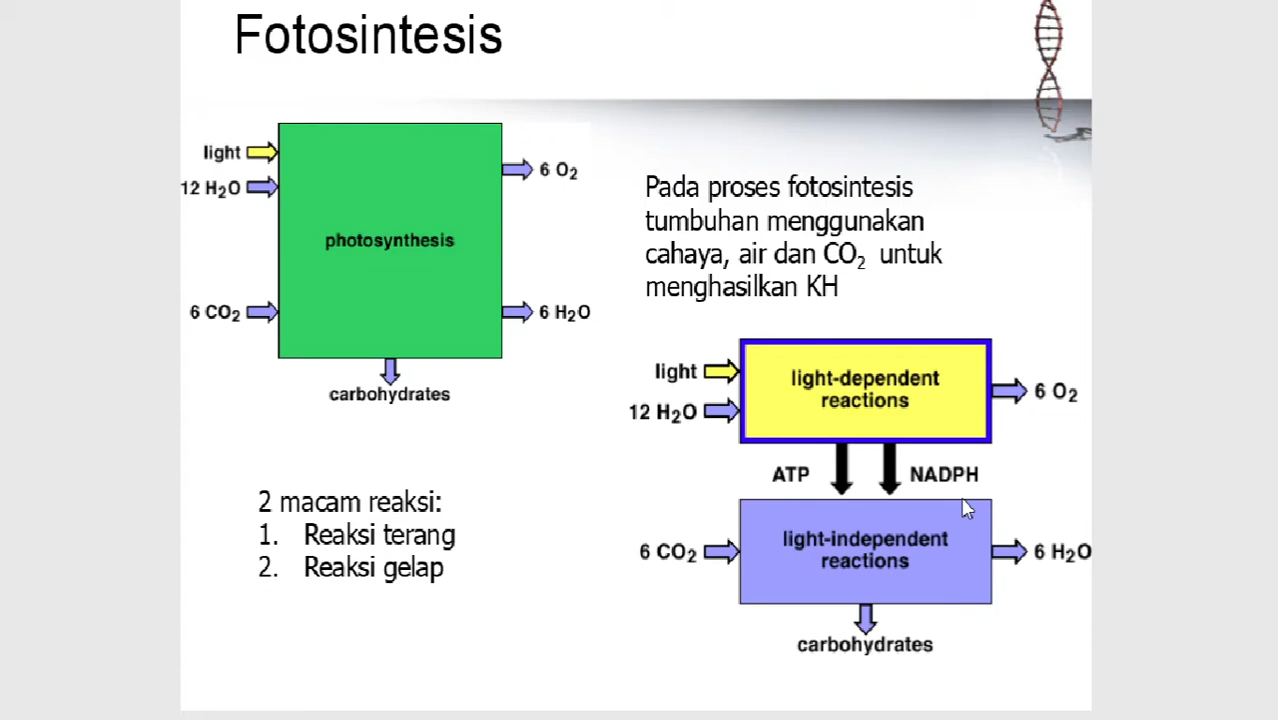 Fotosintesis
light
12 H₂O
6 O₂
photosynthesis
6 CO₂
6 H₂O
carbohydrates
Pada proses fotosintesis
tumbuhan menggunakan
cahaya, air dan CO₂ untuk
menghasilkan KH
2 macam reaksi:
1. Reaksi terang
2. Reaksi gelap
light
12 H₂O
light-dependent
reactions
6 O₂
ATP
NADPH
6 CO₂
light-independent
reactions
6 H₂O
carbohydrates